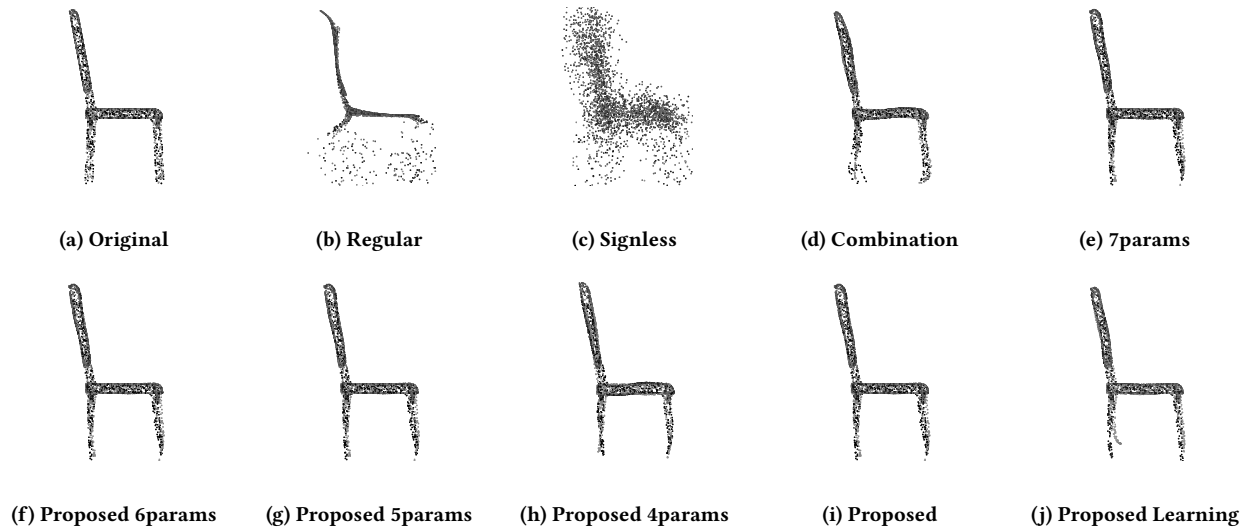 (a) Original
(b) Regular
(c) Signless
(d) Combination
(e) 7params
(f) Proposed 6params
(g) Proposed 5params
(h) Proposed 4params
(i) Proposed
(j) Proposed Learning